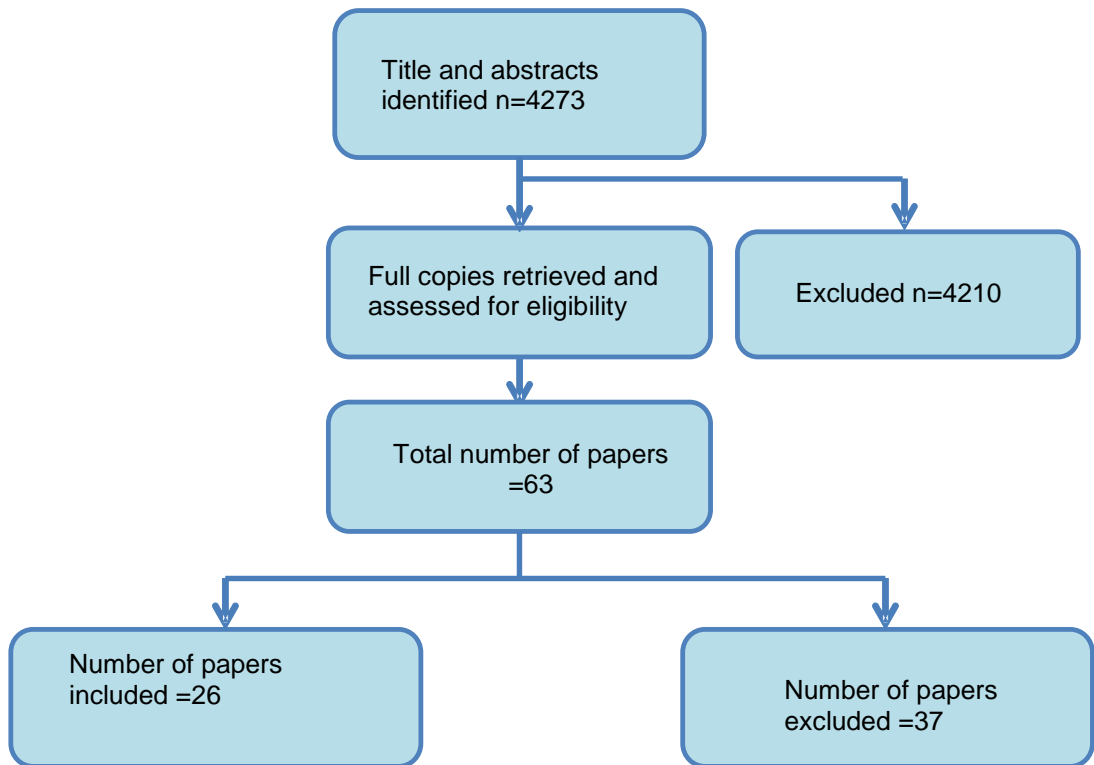 Title and abstracts
identified n=4273
Full copies retrieved and
assessed for eligibility
Excluded n=4210
Total number of papers
=63
Number of papers
included =26
Number of papers
excluded =37